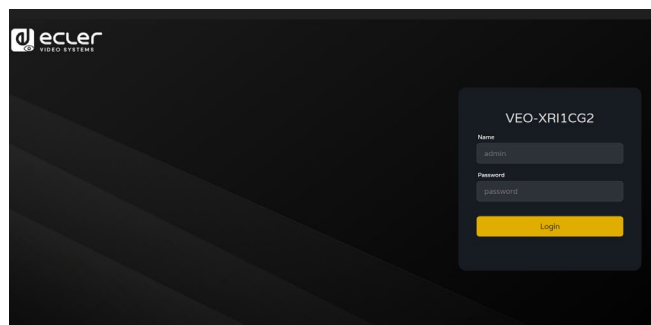 ecler
VIDEO SYSTEMS
VEO-XRI1CG2
Name
admin
Password
password
Login